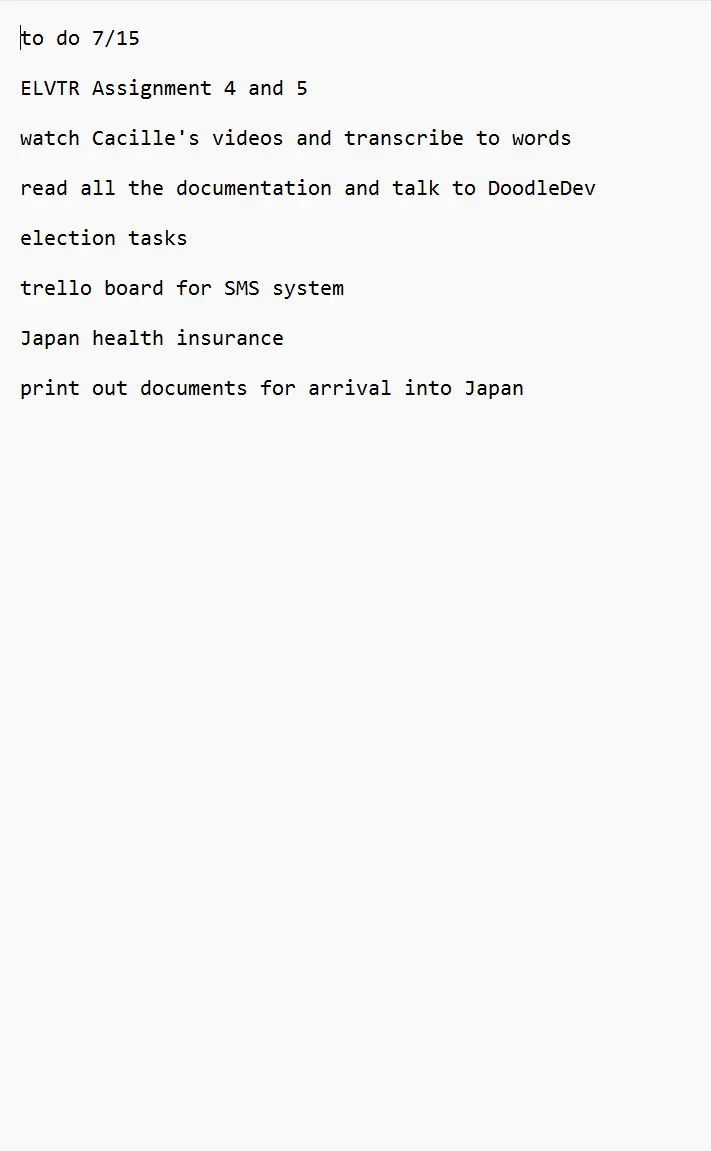 to do 7/15
ELVTR Assignment 4 and 5
watch Cacille's videos and transcribe to words
read all the documentation and talk to DoodleDev
election tasks
trello board for SMS system
Japan health insurance
print out documents for arrival into Japan